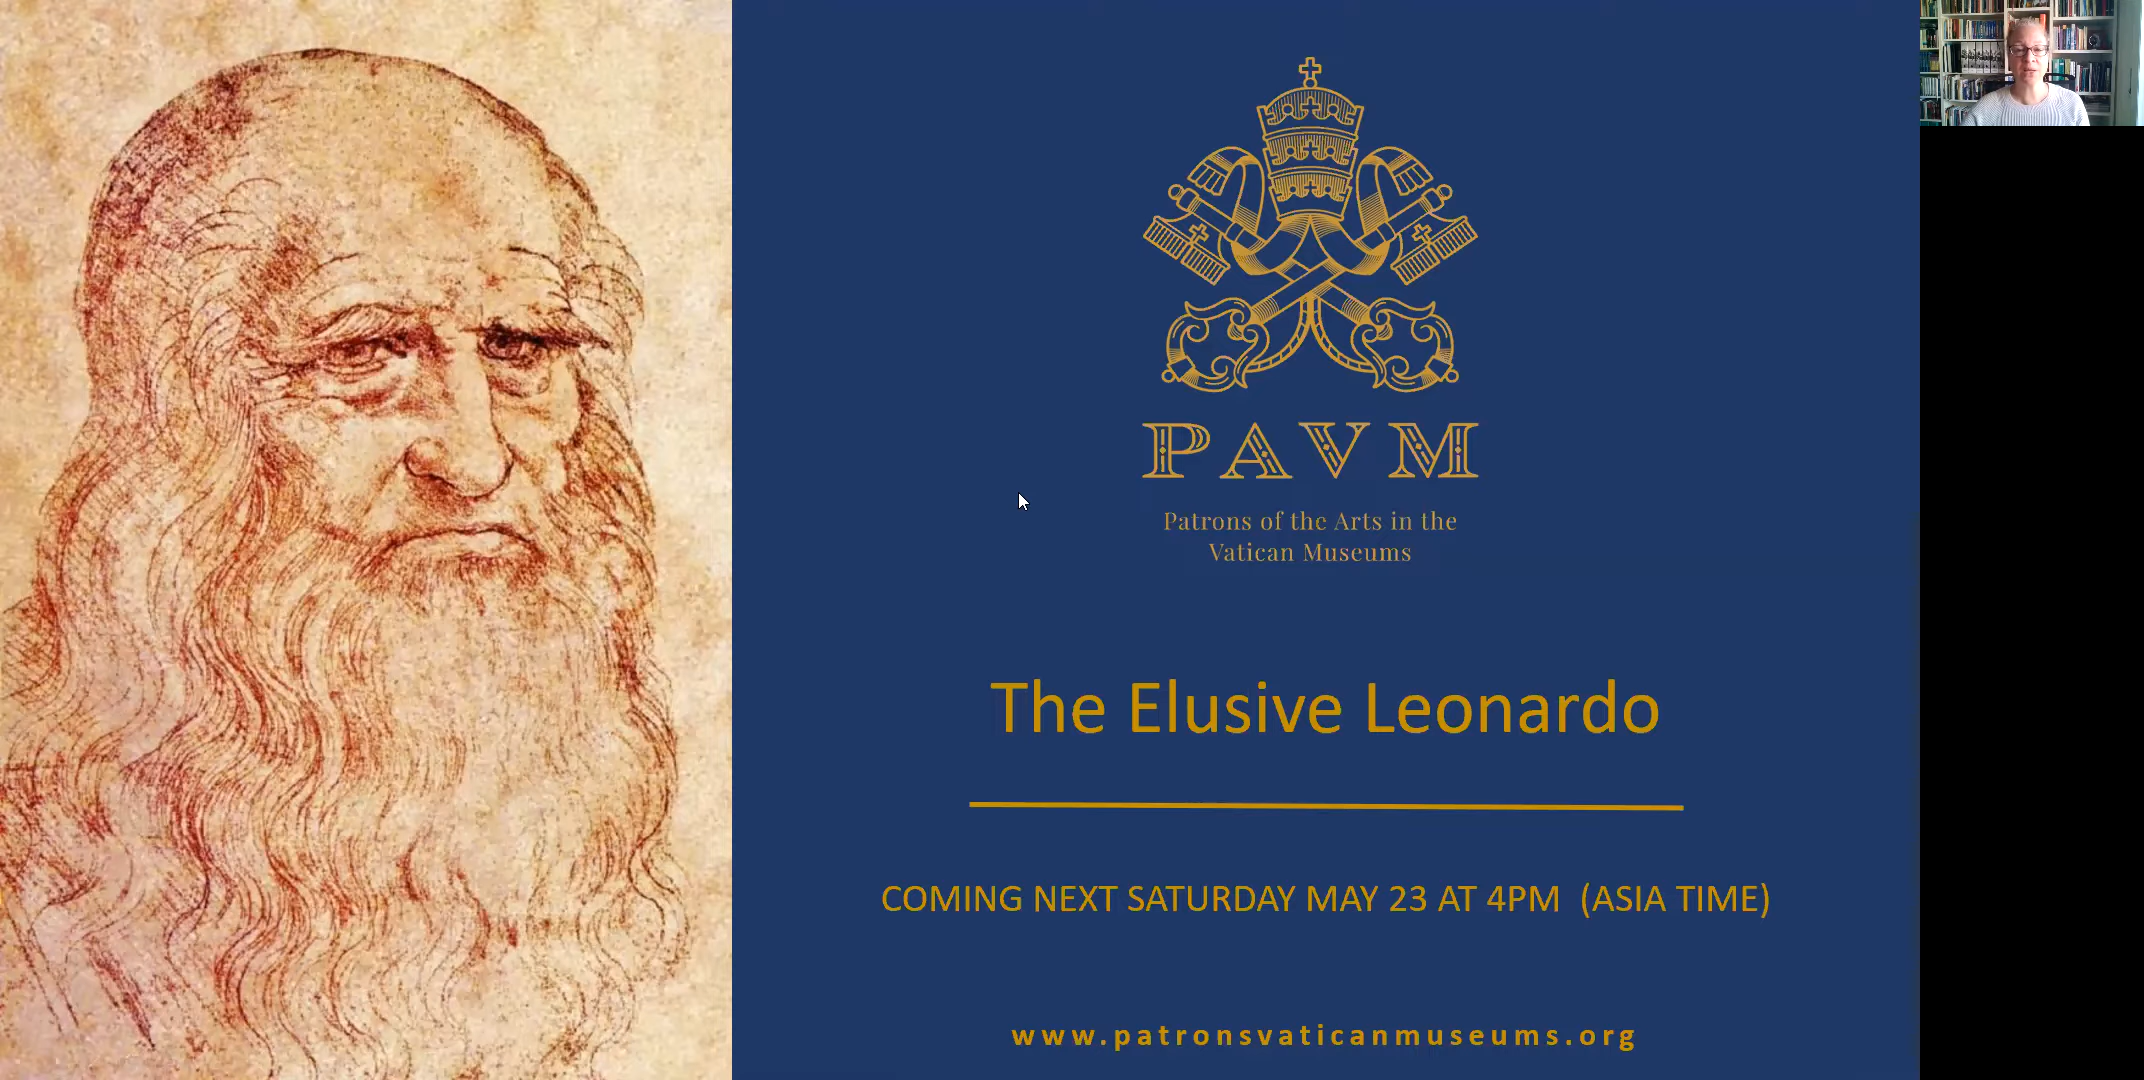 PAVM
Patrons of the Arts in the
Vatican Museums
The Elusive Leonardo
COMING NEXT SATURDAY MAY 23 AT 4PM (ASIA TIME)
www.patronsvaticanmuseums.org